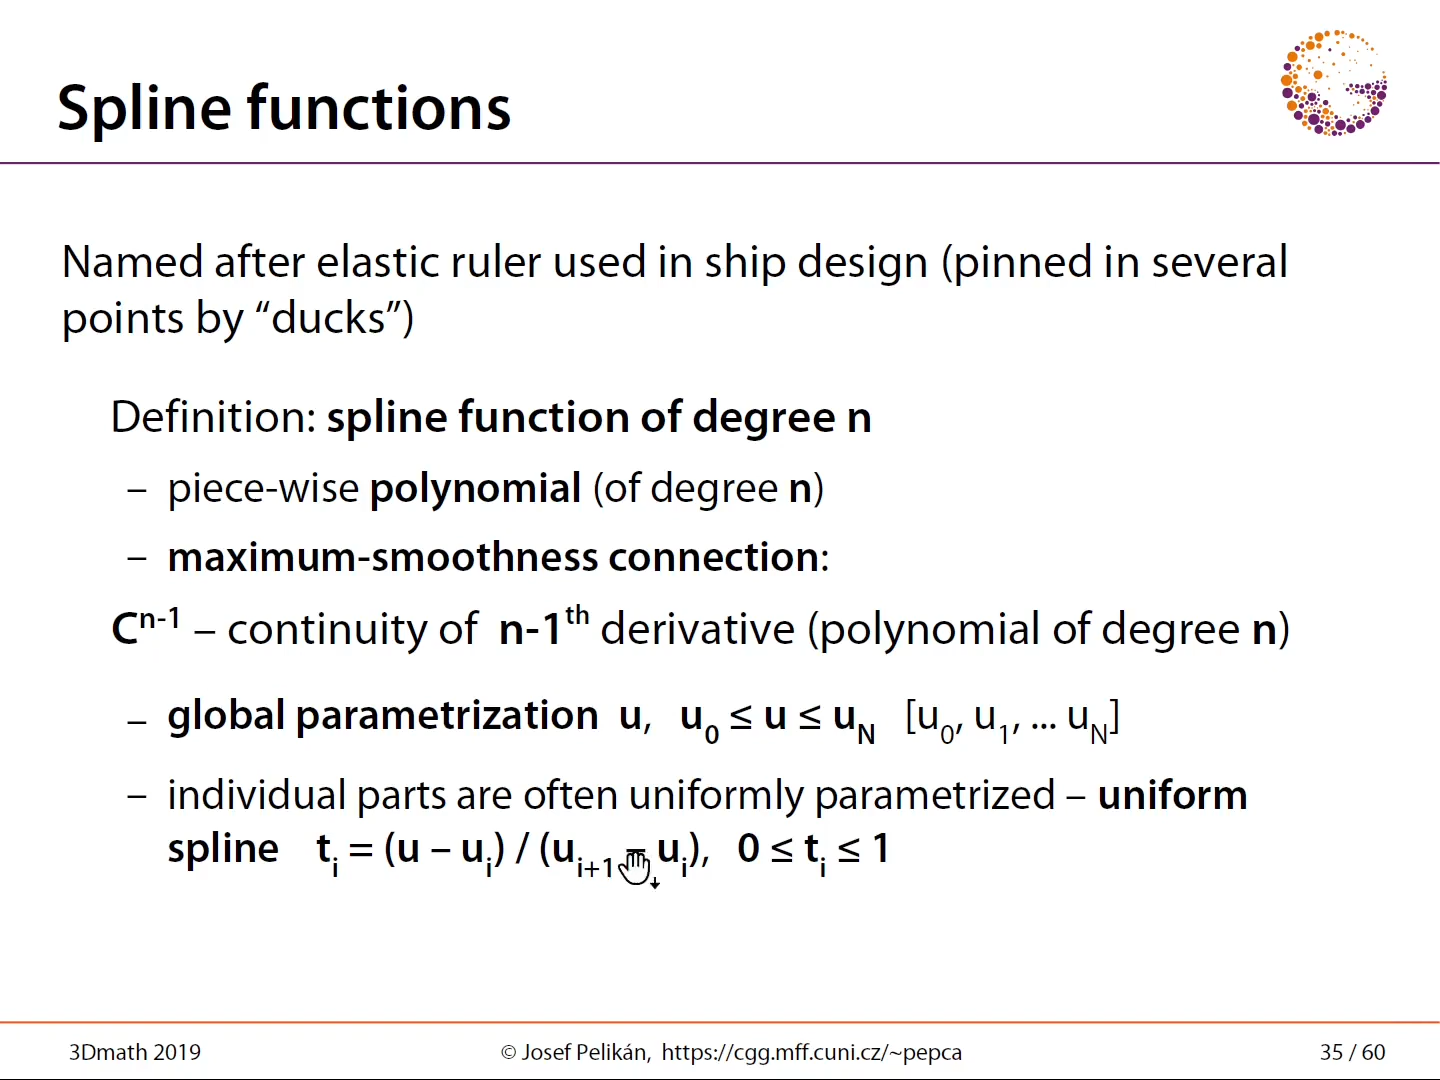 Spline functions
Named after elastic ruler used in ship design (pinned in several
points by “ducks”)
Definition: spline function of degree n
– piece-wise polynomial (of degree n)
– maximum-smoothness connection:
Cⁿ⁻¹ – continuity of n-1ᵗʰ derivative (polynomial of degree n)
– global parametrization u, u₀ ≤ u ≤ u_N [u₀, u₁, ... u_N]
– individual parts are often uniformly parametrized – uniform
spline tᵢ = (u – uᵢ) / (uᵢ₊₁ – uᵢ), 0 ≤ tᵢ ≤ 1
3Dmath 2019
© Josef Pelikán, https://cgg.mff.cuni.cz/~pepca
35 / 60